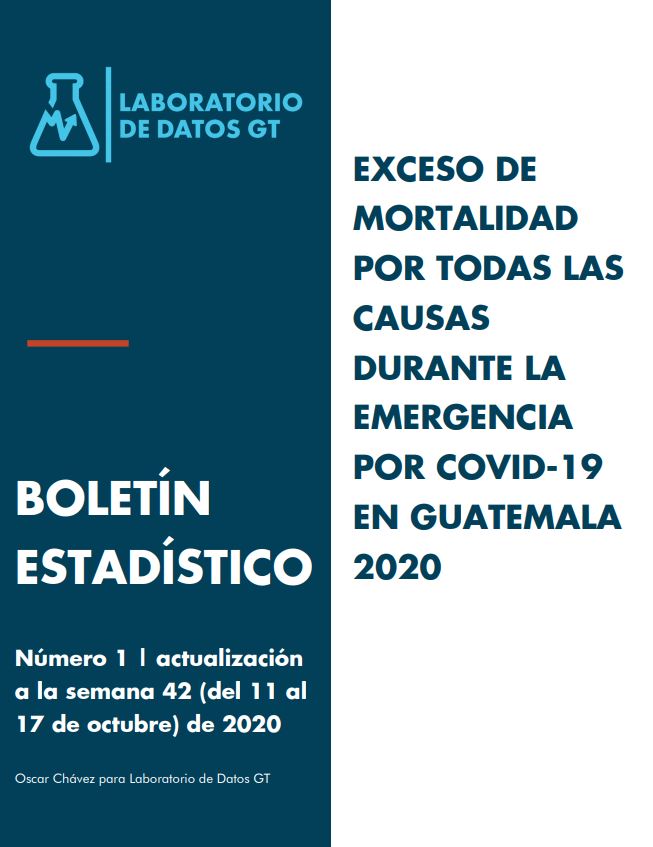 LABORATORIO
DE DATOS GT
BOLETÍN
ESTADÍSTICO
Número 1 | actualización
a la semana 42 (del 11 al
17 de octubre) de 2020
Oscar Chávez para Laboratorio de Datos GT
EXCESO DE
MORTALIDAD
POR TODAS LAS
CAUSAS
DURANTE LA
EMERGENCIA
POR COVID-19
EN GUATEMALA
2020